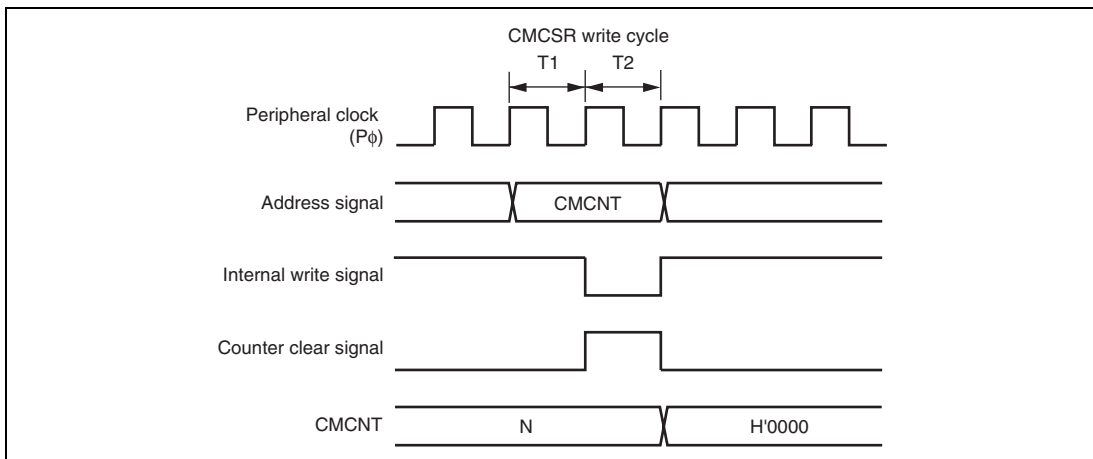 CMCSR write cycle
T1 T2
Peripheral clock
(Pϕ)
Address signal CMCNT
Internal write signal
Counter clear signal
CMCNT N H'0000